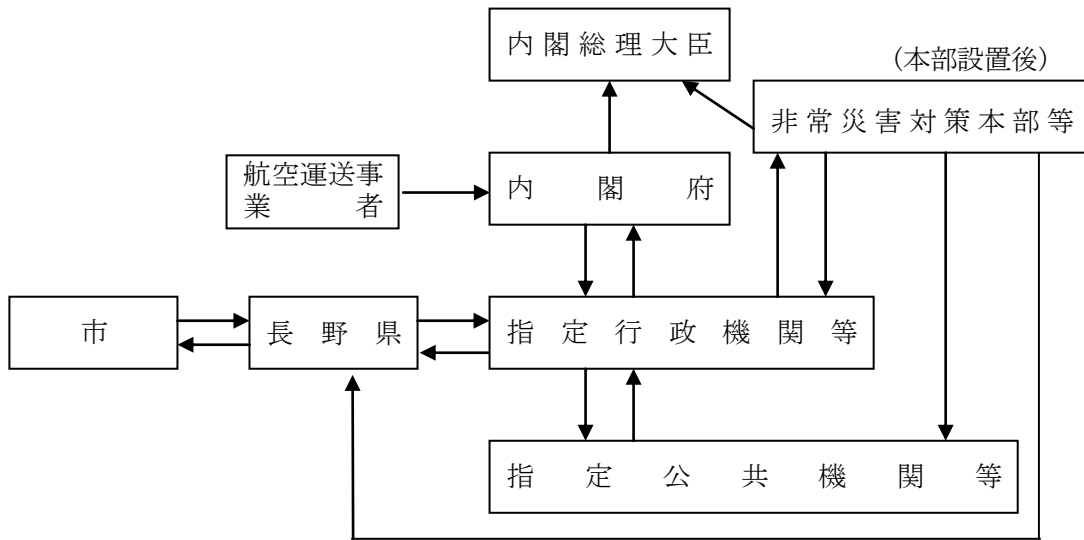 内閣総理大臣
(本部設置後)
非常災害対策本部等
航空運送事
業者
内閣府
市
長野県
指定行政機関等
指定公共機関等